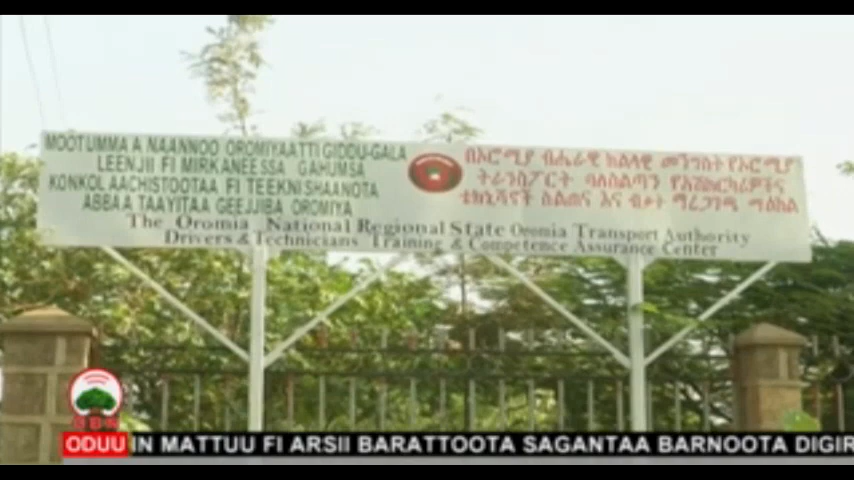 MOOTUMMA A NAANNOO OROMIYAATTI GIDDU-GALA
LEENJII FI MIRKANEESSA GAHUMSA
KONKOL AACHISTOOTAA FI TEEKNISHAANOTA
ABBAA TAAYITAA GEEJJIBA OROMIYA
በኦሮሚያ ብሔራዊ ክልላዊ መንግስት የኦሮሚያ
ትራንስፖርት ባለስልጣን የአሽከርካሪዎችና
ቴክኒሻኖች ስልጠና እና ብቃት ማረጋገጫ ማዕከል
The Oromia National Regional State Oromia Transport Authority
Drivers & Technicians Training & Competence Assurance Center
ODUU IN MATTUU FI ARSII BARATTOOTA SAGANTAA BARNOOTA DIGIR